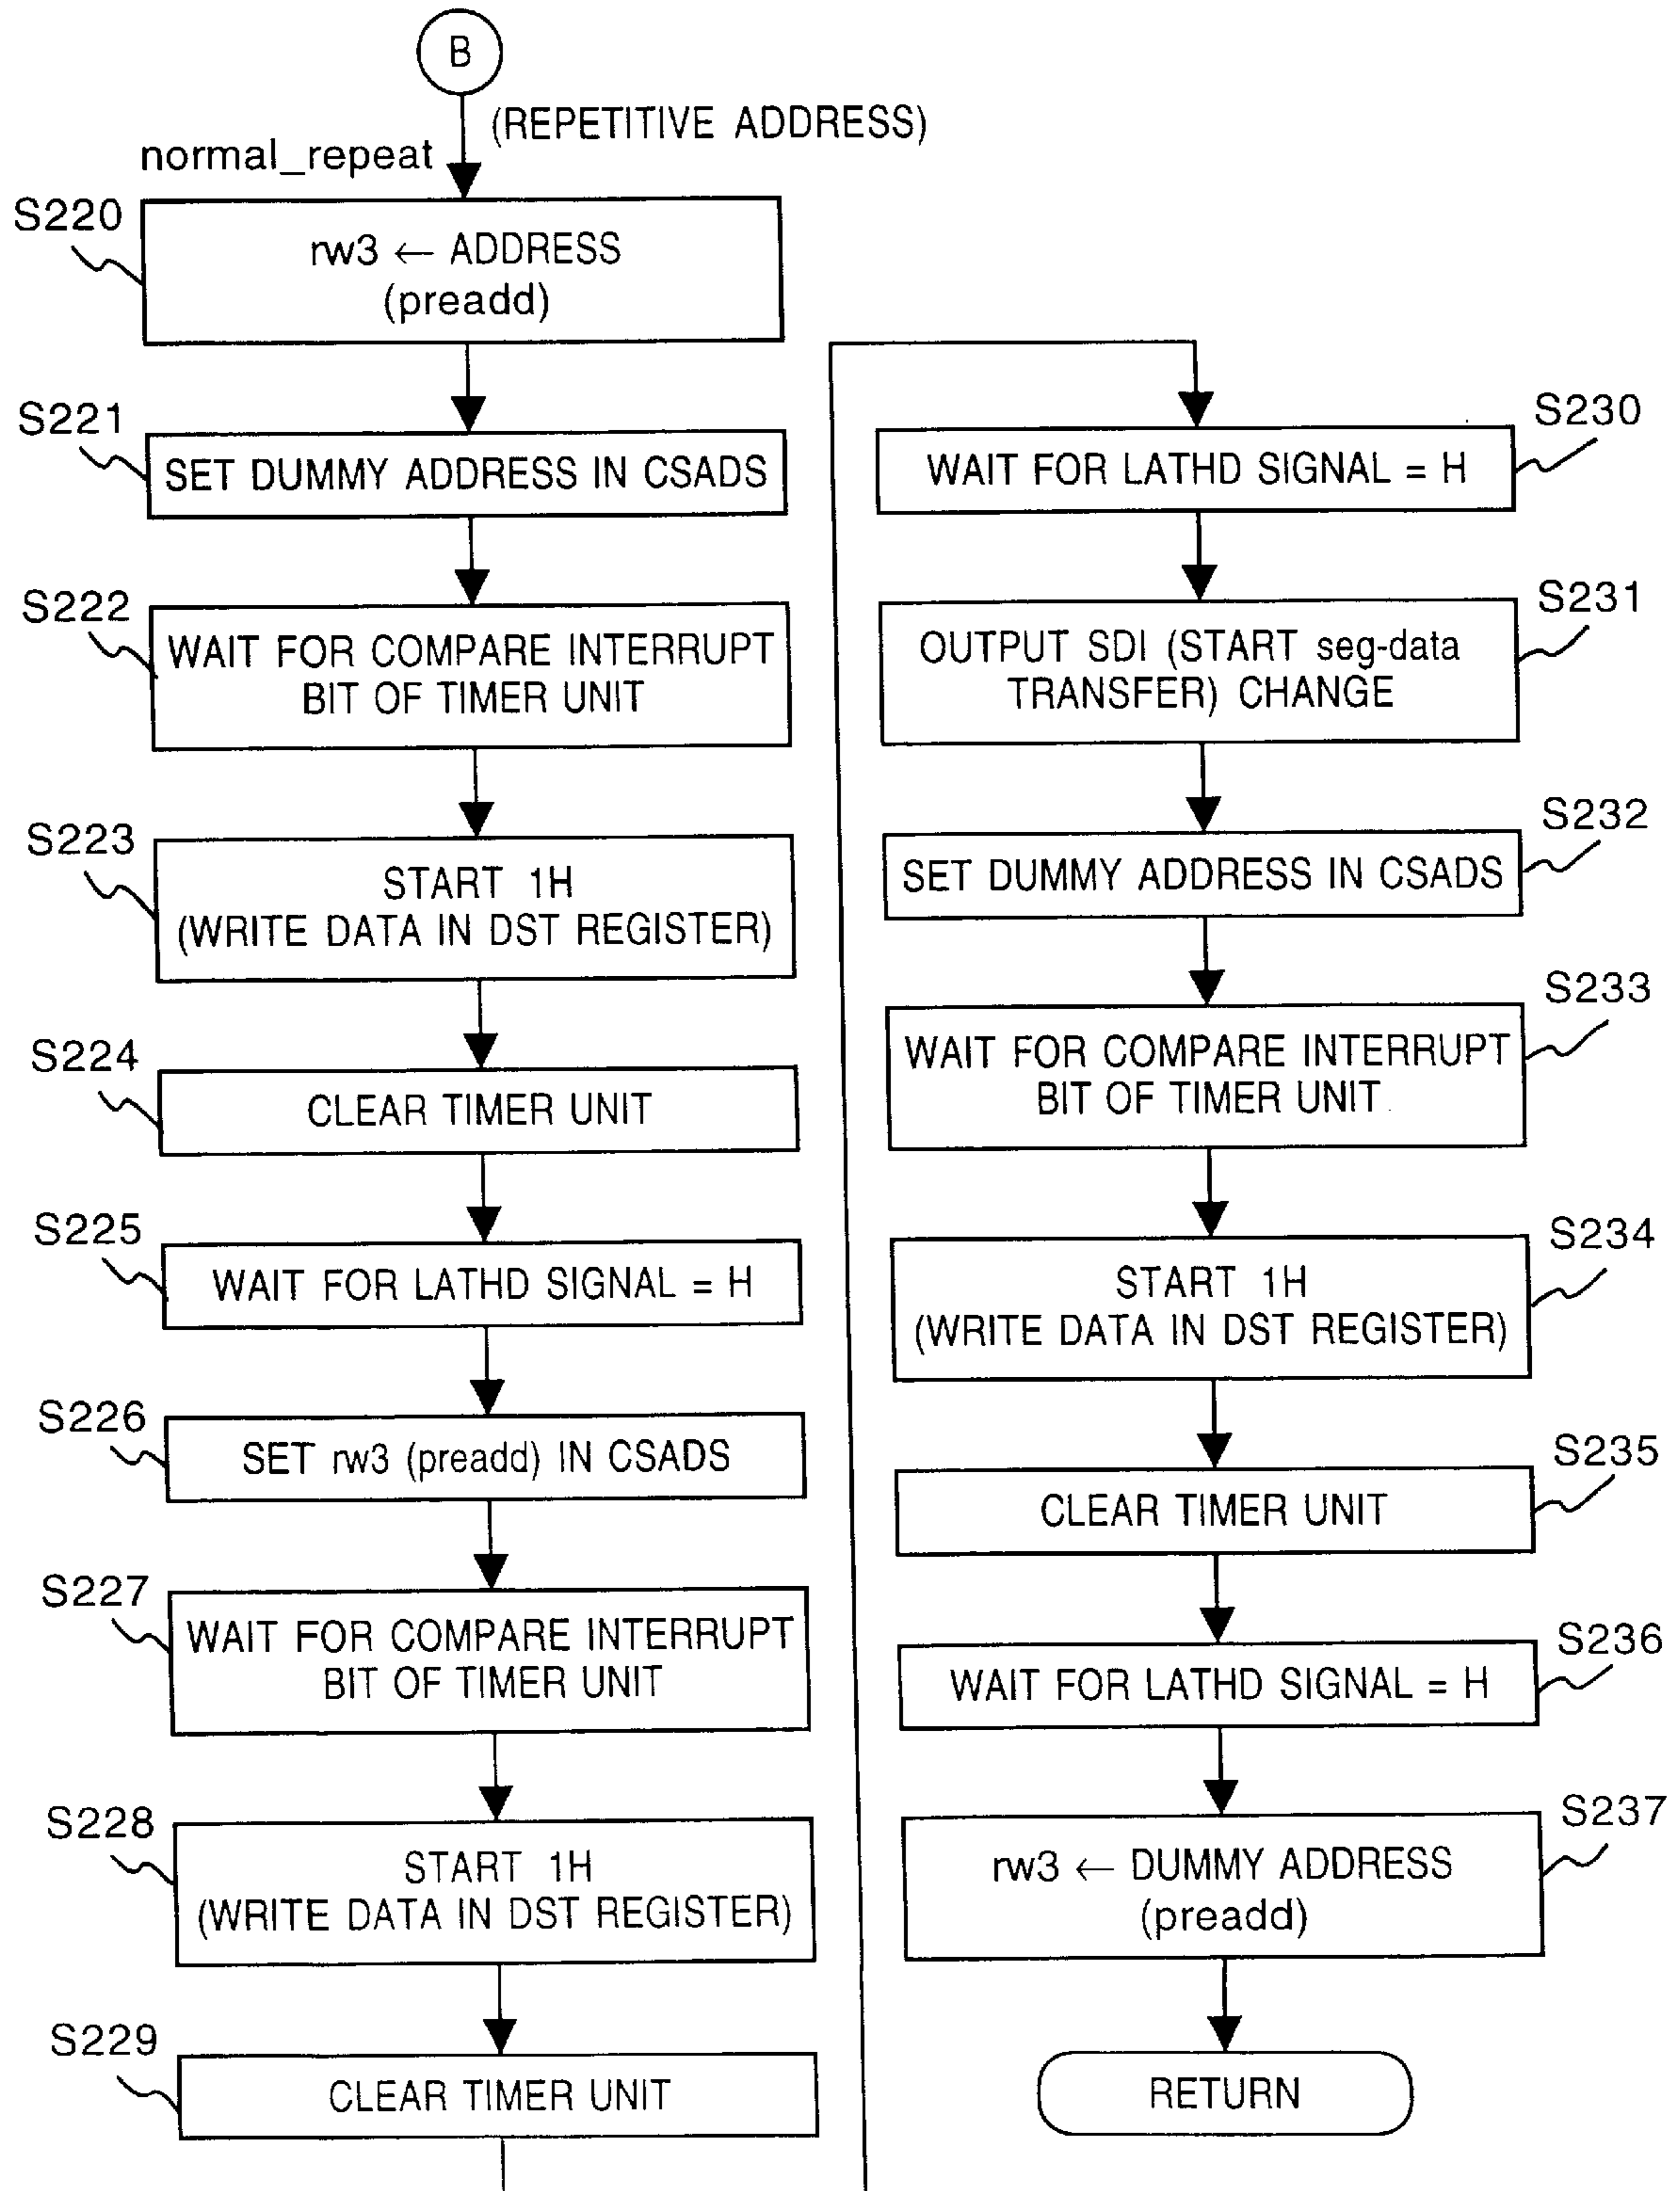 B
(REPETITIVE ADDRESS)
normal_repeat
S220
rw3 ← ADDRESS
(preadd)
S221
SET DUMMY ADDRESS IN CSADS
S222
WAIT FOR COMPARE INTERRUPT
BIT OF TIMER UNIT
S223
START 1H
(WRITE DATA IN DST REGISTER)
S224
CLEAR TIMER UNIT
S225
WAIT FOR LATHD SIGNAL = H
S226
SET rw3 (preadd) IN CSADS
S227
WAIT FOR COMPARE INTERRUPT
BIT OF TIMER UNIT
S228
START 1H
(WRITE DATA IN DST REGISTER)
S229
CLEAR TIMER UNIT
S230
WAIT FOR LATHD SIGNAL = H
S231
OUTPUT SDI (START seg-data
TRANSFER) CHANGE
S232
SET DUMMY ADDRESS IN CSADS
S233
WAIT FOR COMPARE INTERRUPT
BIT OF TIMER UNIT
S234
START 1H
(WRITE DATA IN DST REGISTER)
S235
CLEAR TIMER UNIT
S236
WAIT FOR LATHD SIGNAL = H
S237
rw3 ← DUMMY ADDRESS
(preadd)
RETURN